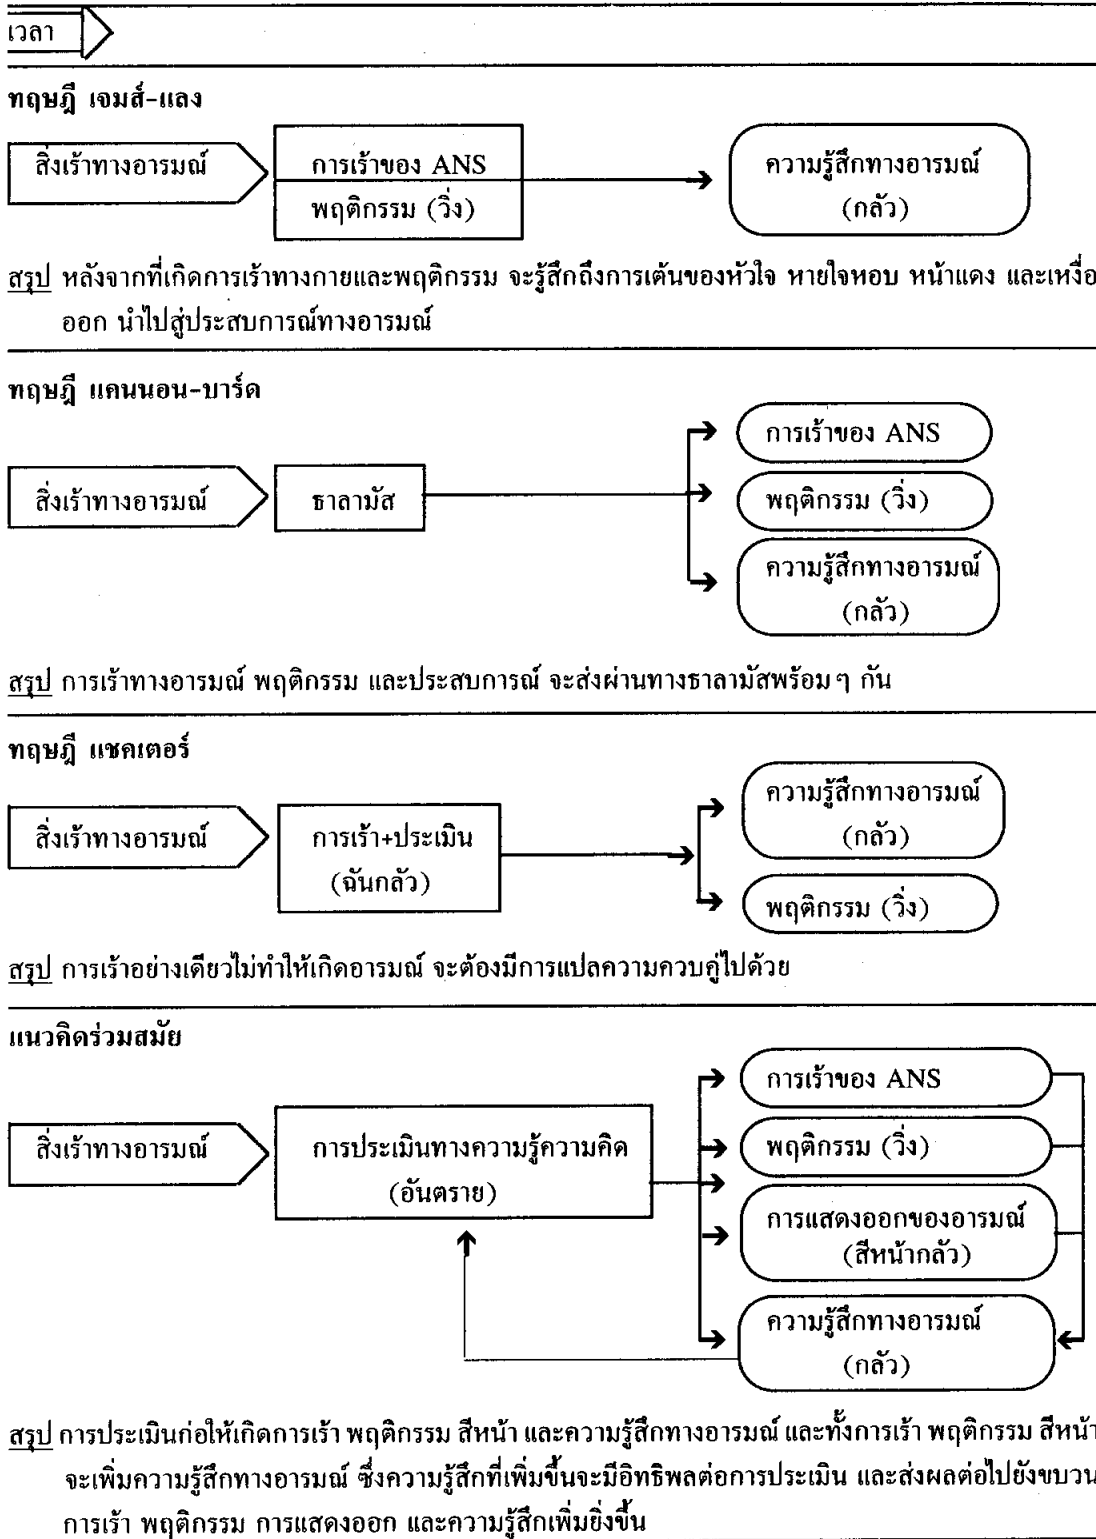 เวลา
ทฤษฎี เจมส์-แลง
สิ่งเร้าทางอารมณ์
การเร้าของ ANS
พฤติกรรม (วิ่ง)
ความรู้สึกทางอารมณ์
(กลัว)
สรุป หลังจากที่เกิดการเร้าทางกายและพฤติกรรม จะรู้สึกถึงการเต้นของหัวใจ หายใจหอบ หน้าแดง และเหงื่อ
ออก นำไปสู่ประสบการณ์ทางอารมณ์
ทฤษฎี แคนนอน-บาร์ด
สิ่งเร้าทางอารมณ์
ธาลามัส
การเร้าของ ANS
พฤติกรรม (วิ่ง)
ความรู้สึกทางอารมณ์
(กลัว)
สรุป การเร้าทางอารมณ์ พฤติกรรม และประสบการณ์ จะส่งผ่านทางธาลามัสพร้อมๆ กัน
ทฤษฎี แชคเตอร์
สิ่งเร้าทางอารมณ์
การเร้า+ประเมิน
(ฉันกลัว)
ความรู้สึกทางอารมณ์
(กลัว)
พฤติกรรม (วิ่ง)
สรุป การเร้าอย่างเดียวไม่ทำให้เกิดอารมณ์ จะต้องมีการแปลความควบคู่ไปด้วย
แนวคิดร่วมสมัย
สิ่งเร้าทางอารมณ์
การประเมินทางความรู้ความคิด
(อันตราย)
การเร้าของ ANS
พฤติกรรม (วิ่ง)
การแสดงออกของอารมณ์
(สีหน้ากลัว)
ความรู้สึกทางอารมณ์
(กลัว)
สรุป การประเมินก่อให้เกิดการเร้า พฤติกรรม สีหน้า และความรู้สึกทางอารมณ์ และทั้งการเร้า พฤติกรรม สีหน้า
จะเพิ่มความรู้สึกทางอารมณ์ ซึ่งความรู้สึกที่เพิ่มขึ้นจะมีอิทธิพลต่อการประเมิน และส่งผลต่อไปยังขบวน
การเร้า พฤติกรรม การแสดงออก และความรู้สึกเพิ่มยิ่งขึ้น